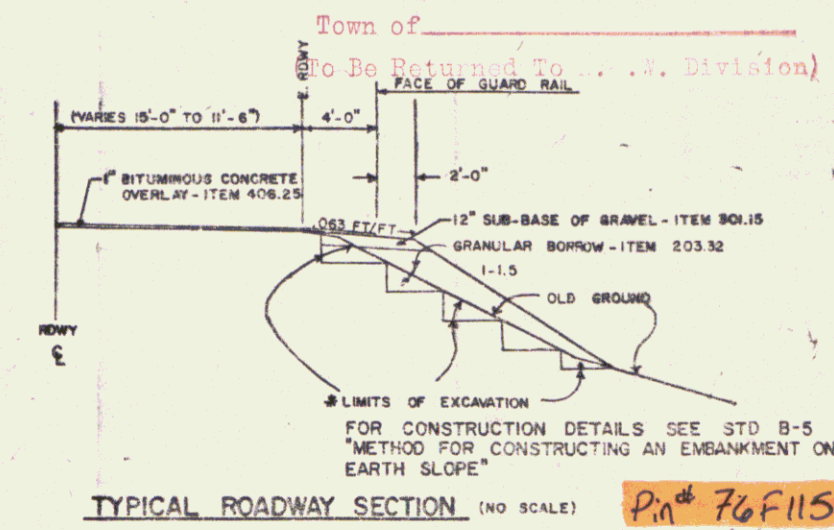 Town of
(To Be Returned To . .W. Division)
E. RDWY
FACE OF GUARD RAIL
(VARIES 15'-0" TO 11'-6")
4'-0"
2'-0"
1" BITUMINOUS CONCRETE
OVERLAY - ITEM 406.25
.063 FT/FT
12" SUB-BASE OF GRAVEL - ITEM 301.15
GRANULAR BORROW - ITEM 203.32
1-1.5
OLD GROUND
RDWY
℄
* LIMITS OF EXCAVATION
FOR CONSTRUCTION DETAILS SEE STD B-5
"METHOD FOR CONSTRUCTING AN EMBANKMENT ON
EARTH SLOPE"
TYPICAL ROADWAY SECTION (NO SCALE)
Pin# 76F115